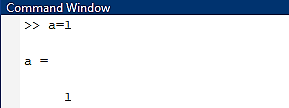 Command Window
>> a=1
a =
1